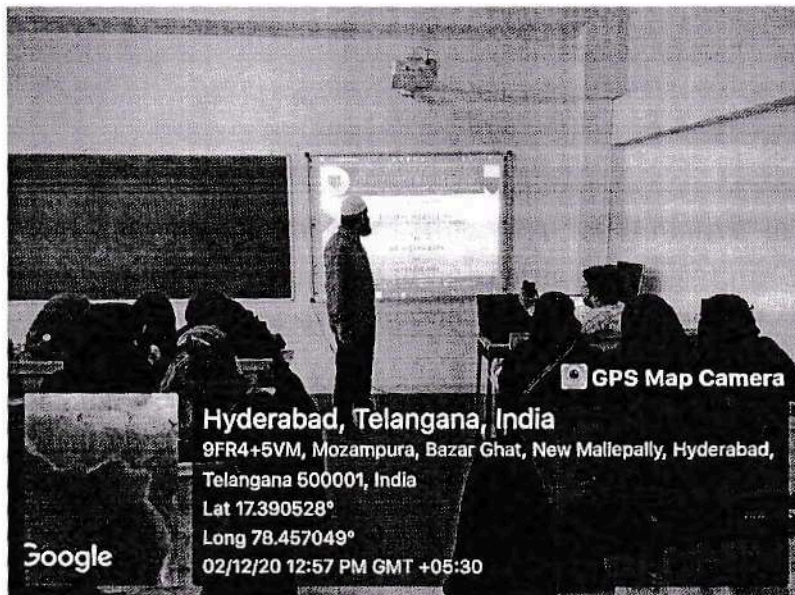 GPS Map Camera
Hyderabad, Telangana, India
9FR4+5VM, Mozampura, Bazar Ghat, New Mallepally, Hyderabad,
Telangana 500001, India
Lat 17.390528°
Long 78.457049°
02/12/20 12:57 PM GMT +05:30
Google